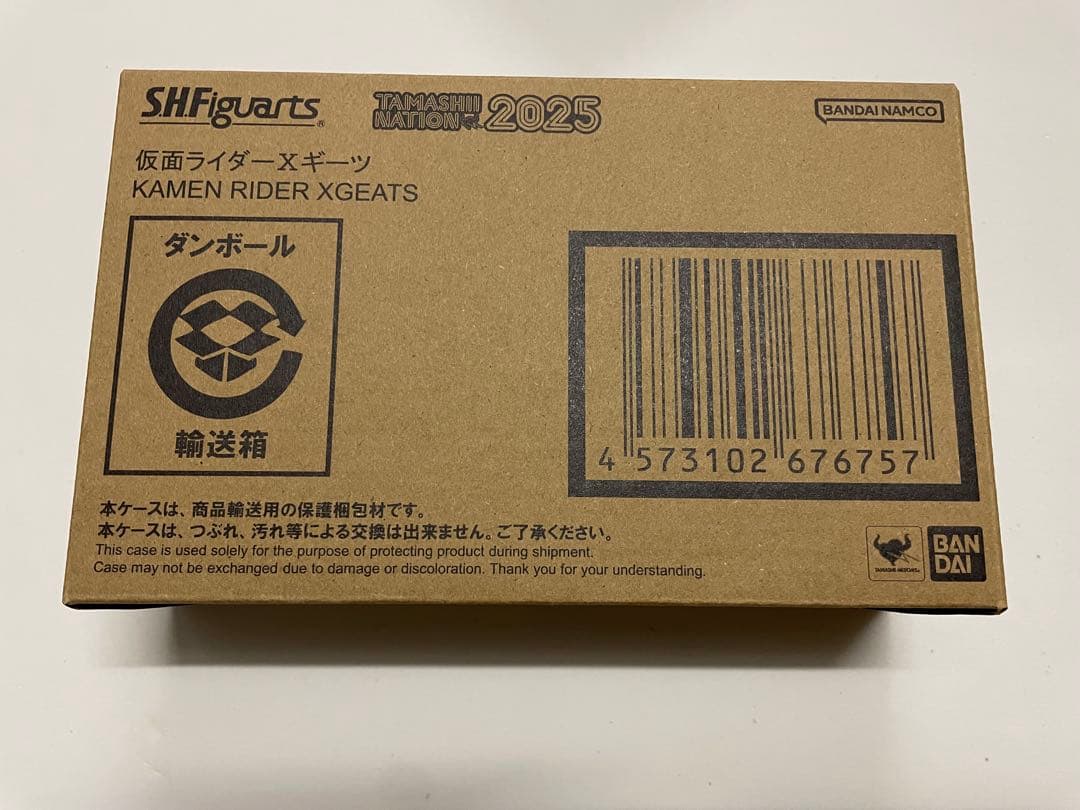 S.H.Figuarts®
TAMASHII NATION 2025
BANDAI NAMCO
仮面ライダーXギーツ
KAMEN RIDER XGEATS
ダンボール
輸送箱
4 573102 676757
本ケースは、商品輸送用の保護梱包材です。
本ケースは、つぶれ、汚れ等による交換は出来ません。ご了承ください。
This case is used solely for the purpose of protecting product during shipment.
Case may not be exchanged due to damage or discoloration. Thank you for your understanding.
TAMASHII NATIONS
BAN
DAI